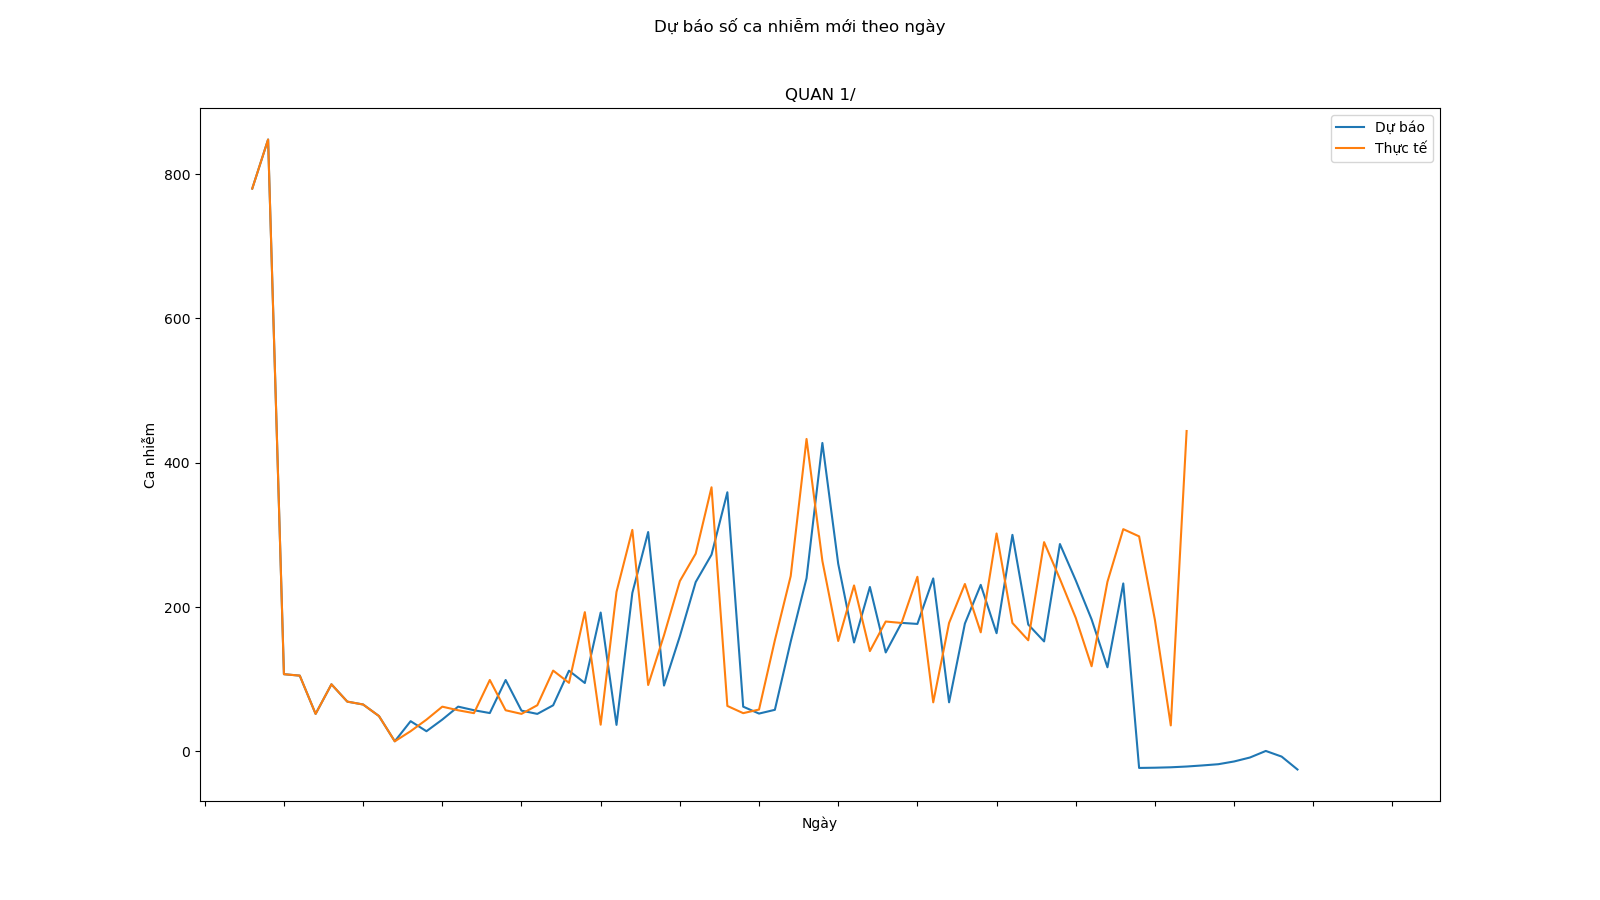 Dự báo số ca nhiễm mới theo ngày
QUAN 1/
Dự báo
Thực tế
800
600
400
200
0
Ca nhiễm
Ngày